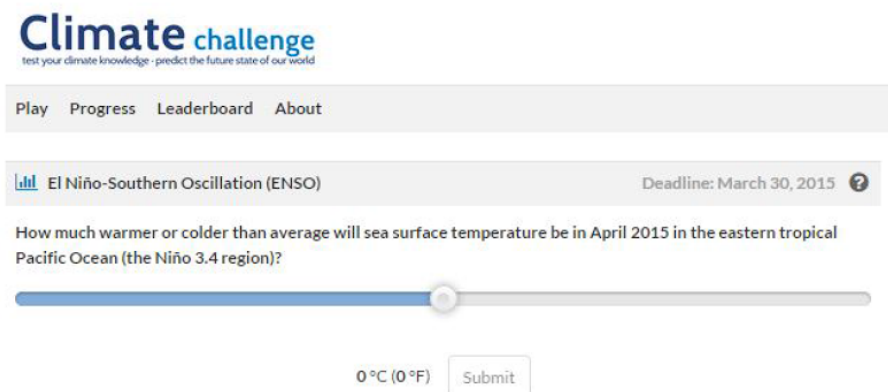 Climate challenge
test your climate knowledge - predict the future state of our world
Play Progress Leaderboard About
El Niño-Southern Oscillation (ENSO) Deadline: March 30, 2015 ?
How much warmer or colder than average will sea surface temperature be in April 2015 in the eastern tropical
Pacific Ocean (the Niño 3.4 region)?
0 °C (0 °F) Submit